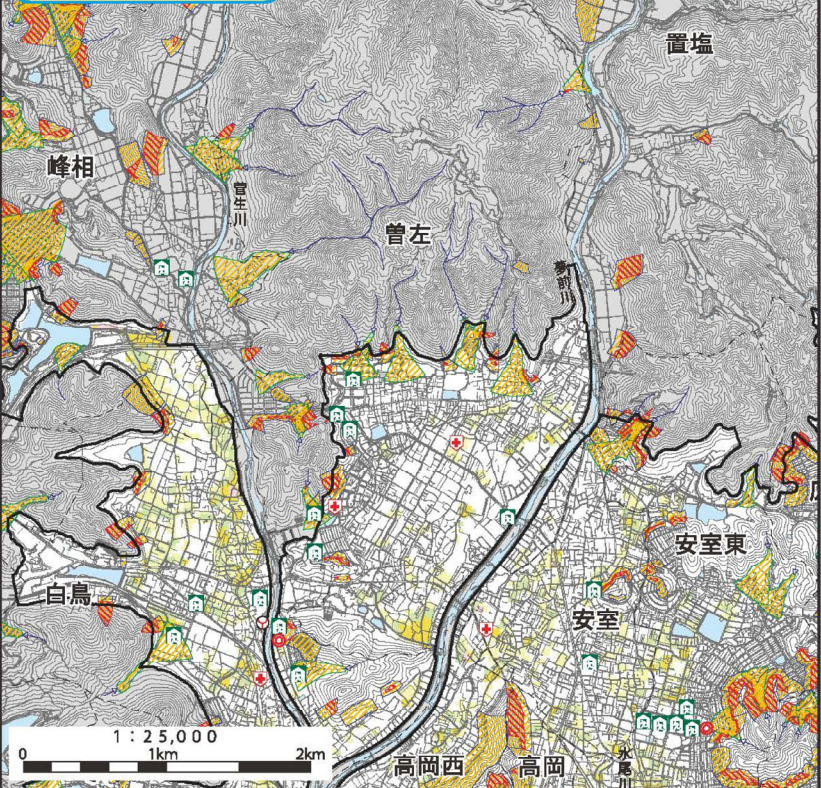 置塩
峰相
菅生川
曽左
夢前川
安室東
白鳥
安室
1:25,000
0 1km 2km
高岡西
高岡
水尾川